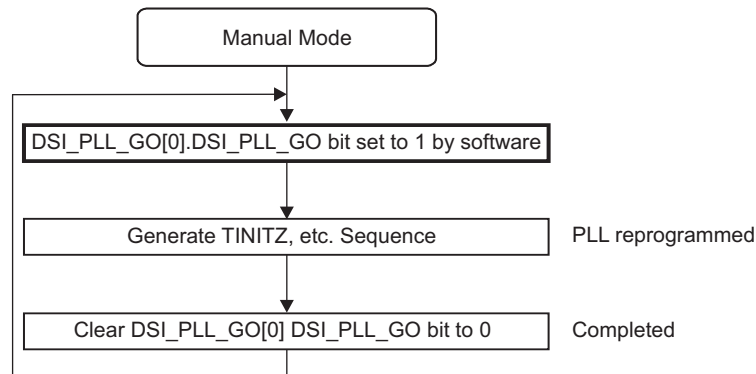 Manual Mode
DSI_PLL_GO[0].DSI_PLL_GO bit set to 1 by software
Generate TINITZ, etc. Sequence
PLL reprogrammed
Clear DSI_PLL_GO[0] DSI_PLL_GO bit to 0
Completed